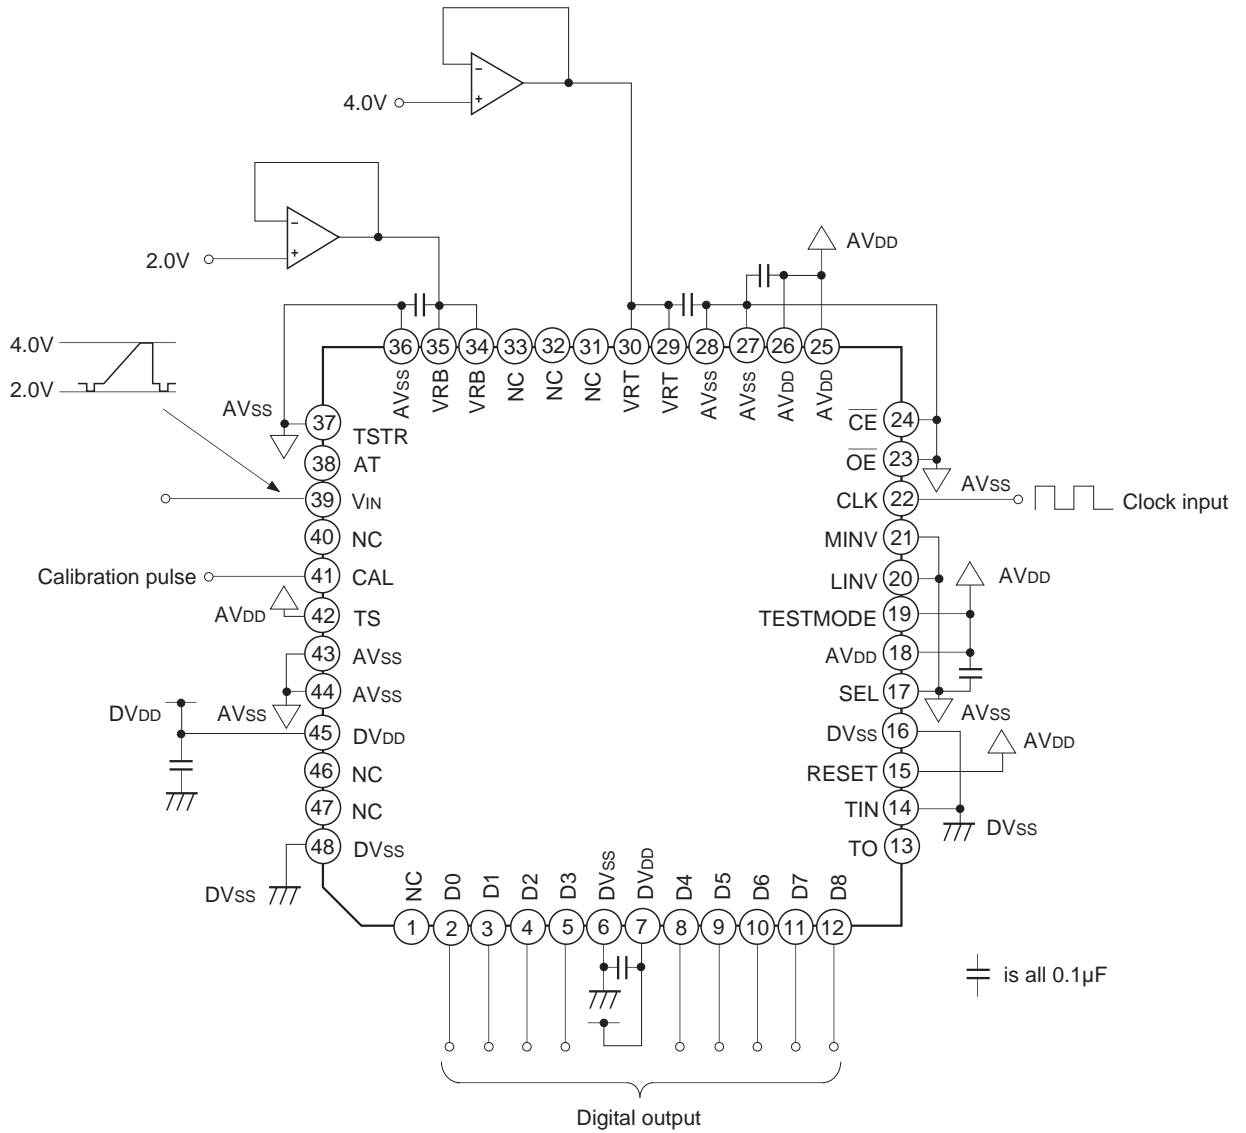 4.0V
−
+
2.0V
−
+
AVDD
4.0V
2.0V
36 35 34 33 32 31 30 29 28 27 26 25
AVSS VRB VRB NC NC NC VRT VRT AVSS AVSS AVDD AVDD
AVSS
37 TSTR
38 AT
39 VIN
40 NC
Calibration pulse 41 CAL
AVDD 42 TS
43 AVSS
44 AVSS
AVSS
DVDD
45 DVDD
46 NC
47 NC
48 DVSS
DVSS
CE 24
OE 23
AVSS
CLK 22 Clock input
MINV 21
LINV 20
AVDD
TESTMODE 19
AVDD 18
SEL 17
AVSS
DVSS 16
AVDD
RESET 15
TIN 14
DVSS
TO 13
NC D0 D1 D2 D3 DVSS DVDD D4 D5 D6 D7 D8
1 2 3 4 5 6 7 8 9 10 11 12
is all 0.1µF
Digital output